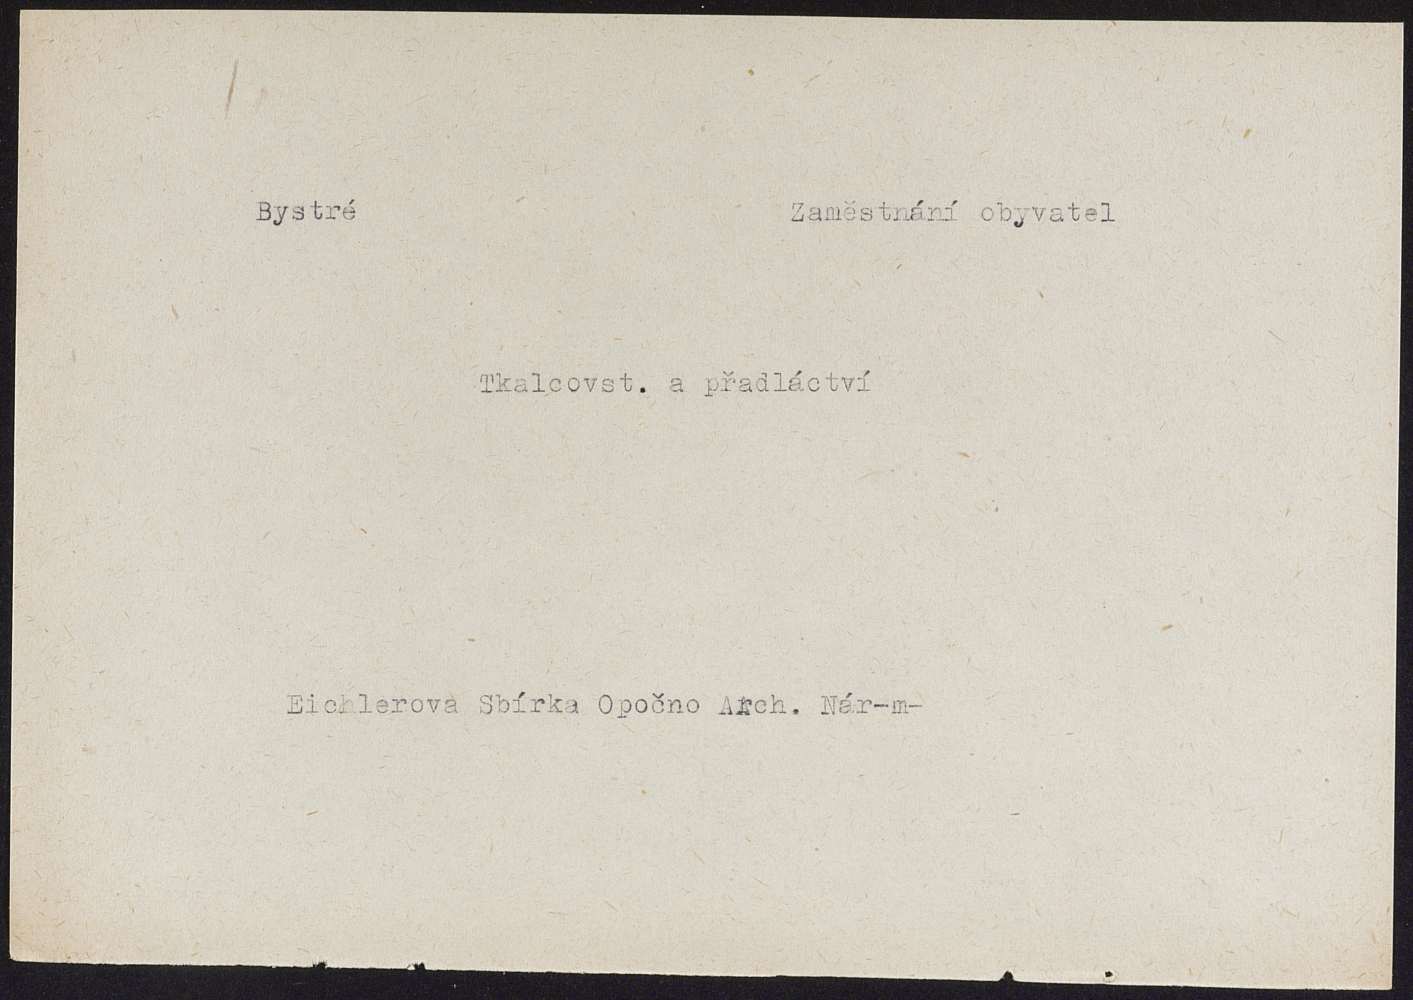 Bystré Zaměstnání obyvatel
Tkalcovst. a přadláctví
Eichlerova Sbírka Opočno Arch. Nár-m-